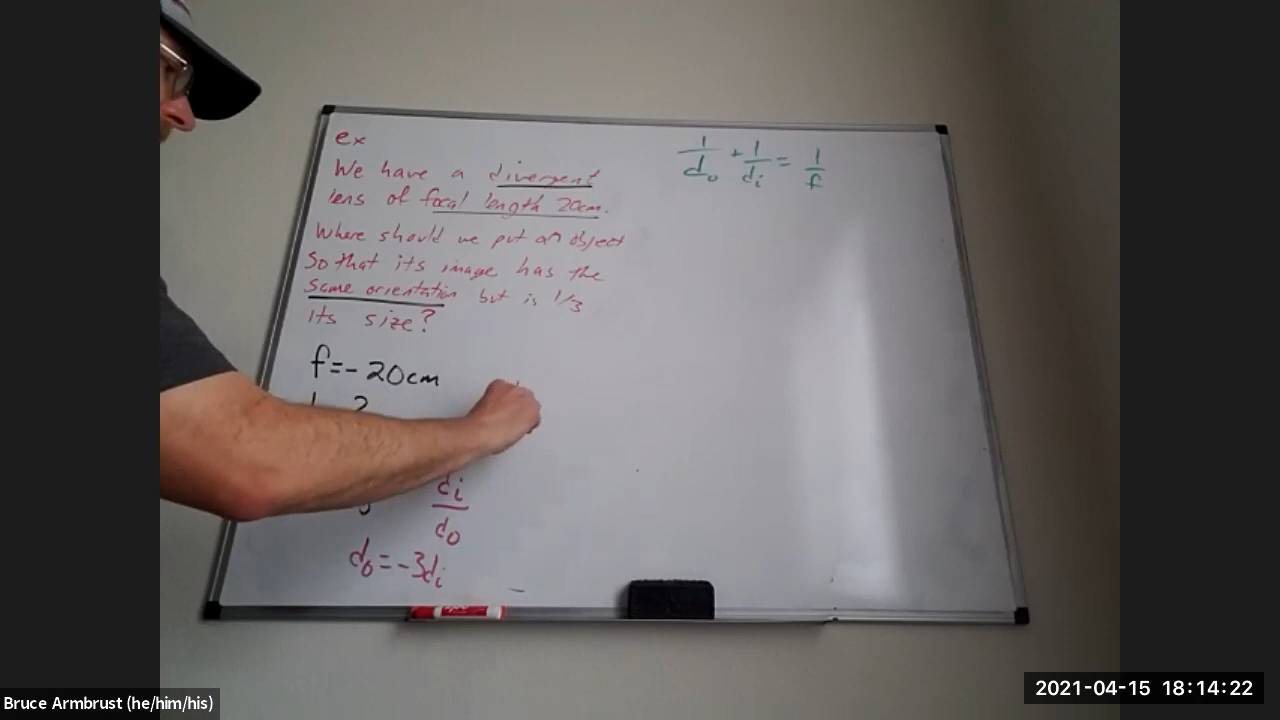 ex
We have a divergent
lens of focal length 20cm.
Where should we put an object
so that its image has the
same orientation but is 1/3
its size?
f=-20cm
?
di
do
do=-3di
1/do + 1/di = 1/f
Bruce Armbrust (he/him/his)
2021-04-15 18:14:22